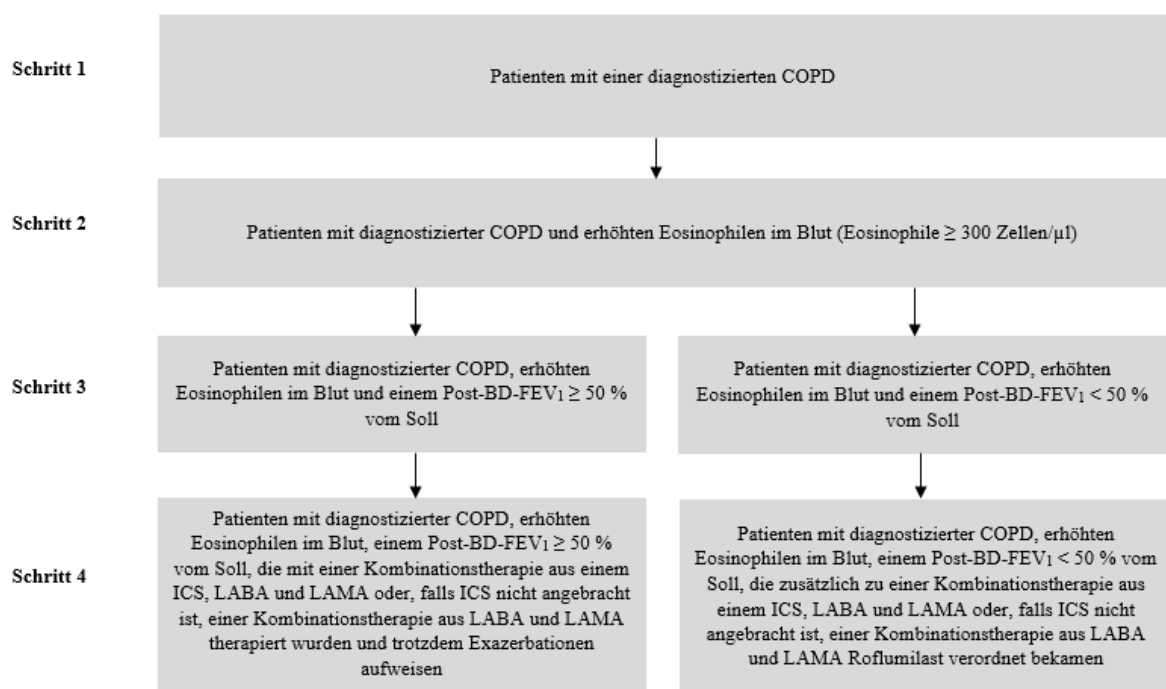 Schritt 1
Patienten mit einer diagnostizierten COPD
Schritt 2
Patienten mit diagnostizierter COPD und erhöhten Eosinophilen im Blut (Eosinophile ≥ 300 Zellen/µl)
Schritt 3
Patienten mit diagnostizierter COPD, erhöhten
Eosinophilen im Blut und einem Post-BD-FEV1 ≥ 50 %
vom Soll
Patienten mit diagnostizierter COPD, erhöhten
Eosinophilen im Blut und einem Post-BD-FEV1 < 50 %
vom Soll
Schritt 4
Patienten mit diagnostizierter COPD, erhöhten
Eosinophilen im Blut, einem Post-BD-FEV1 ≥ 50 %
vom Soll, die mit einer Kombinationstherapie aus einem
ICS, LABA und LAMA oder, falls ICS nicht angebracht
ist, einer Kombinationstherapie aus LABA und LAMA
therapiert wurden und trotzdem Exazerbationen
aufweisen
Patienten mit diagnostizierter COPD, erhöhten
Eosinophilen im Blut, einem Post-BD-FEV1 < 50 % vom
Soll, die zusätzlich zu einer Kombinationstherapie aus
einem ICS, LABA und LAMA oder, falls ICS nicht
angebracht ist, einer Kombinationstherapie aus LABA
und LAMA Roflumilast verordnet bekamen